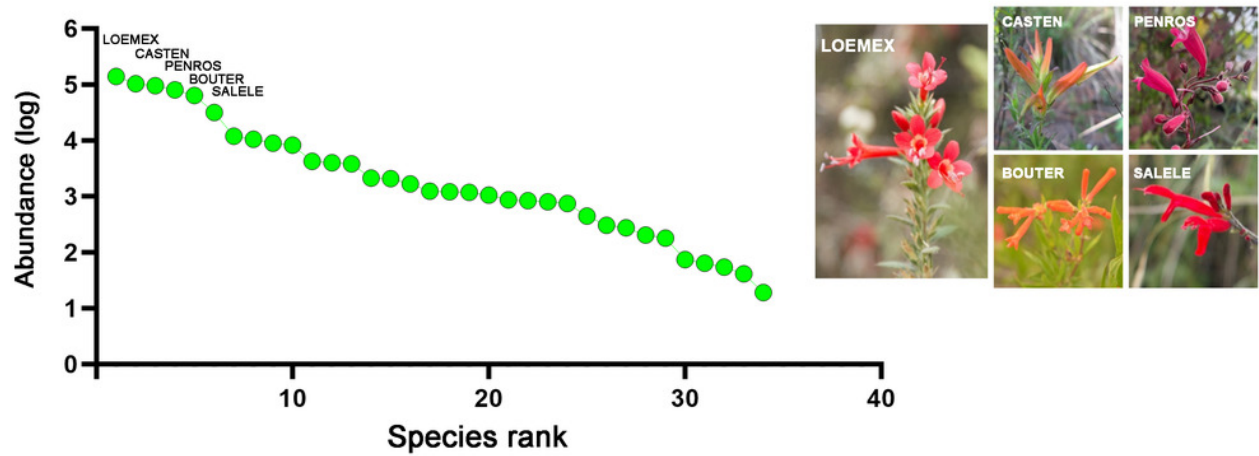 6
LOEMEX
CASTEN
PENROS
BOUTER
SALELE
5
4
3
2
1
0
Abundance (log)
10
20
30
40
Species rank
LOEMEX
CASTEN
PENROS
BOUTER
SALELE